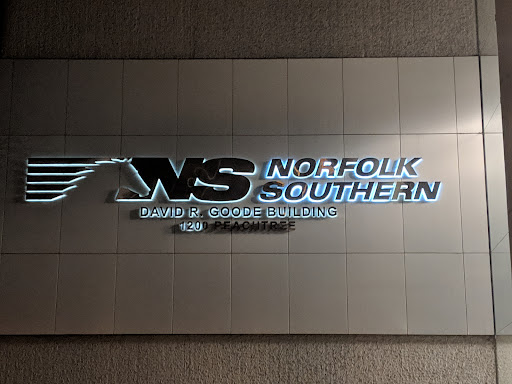 NS NORFOLK
SOUTHERN
DAVID R. GOODE BUILDING
1200 PEACHTREE